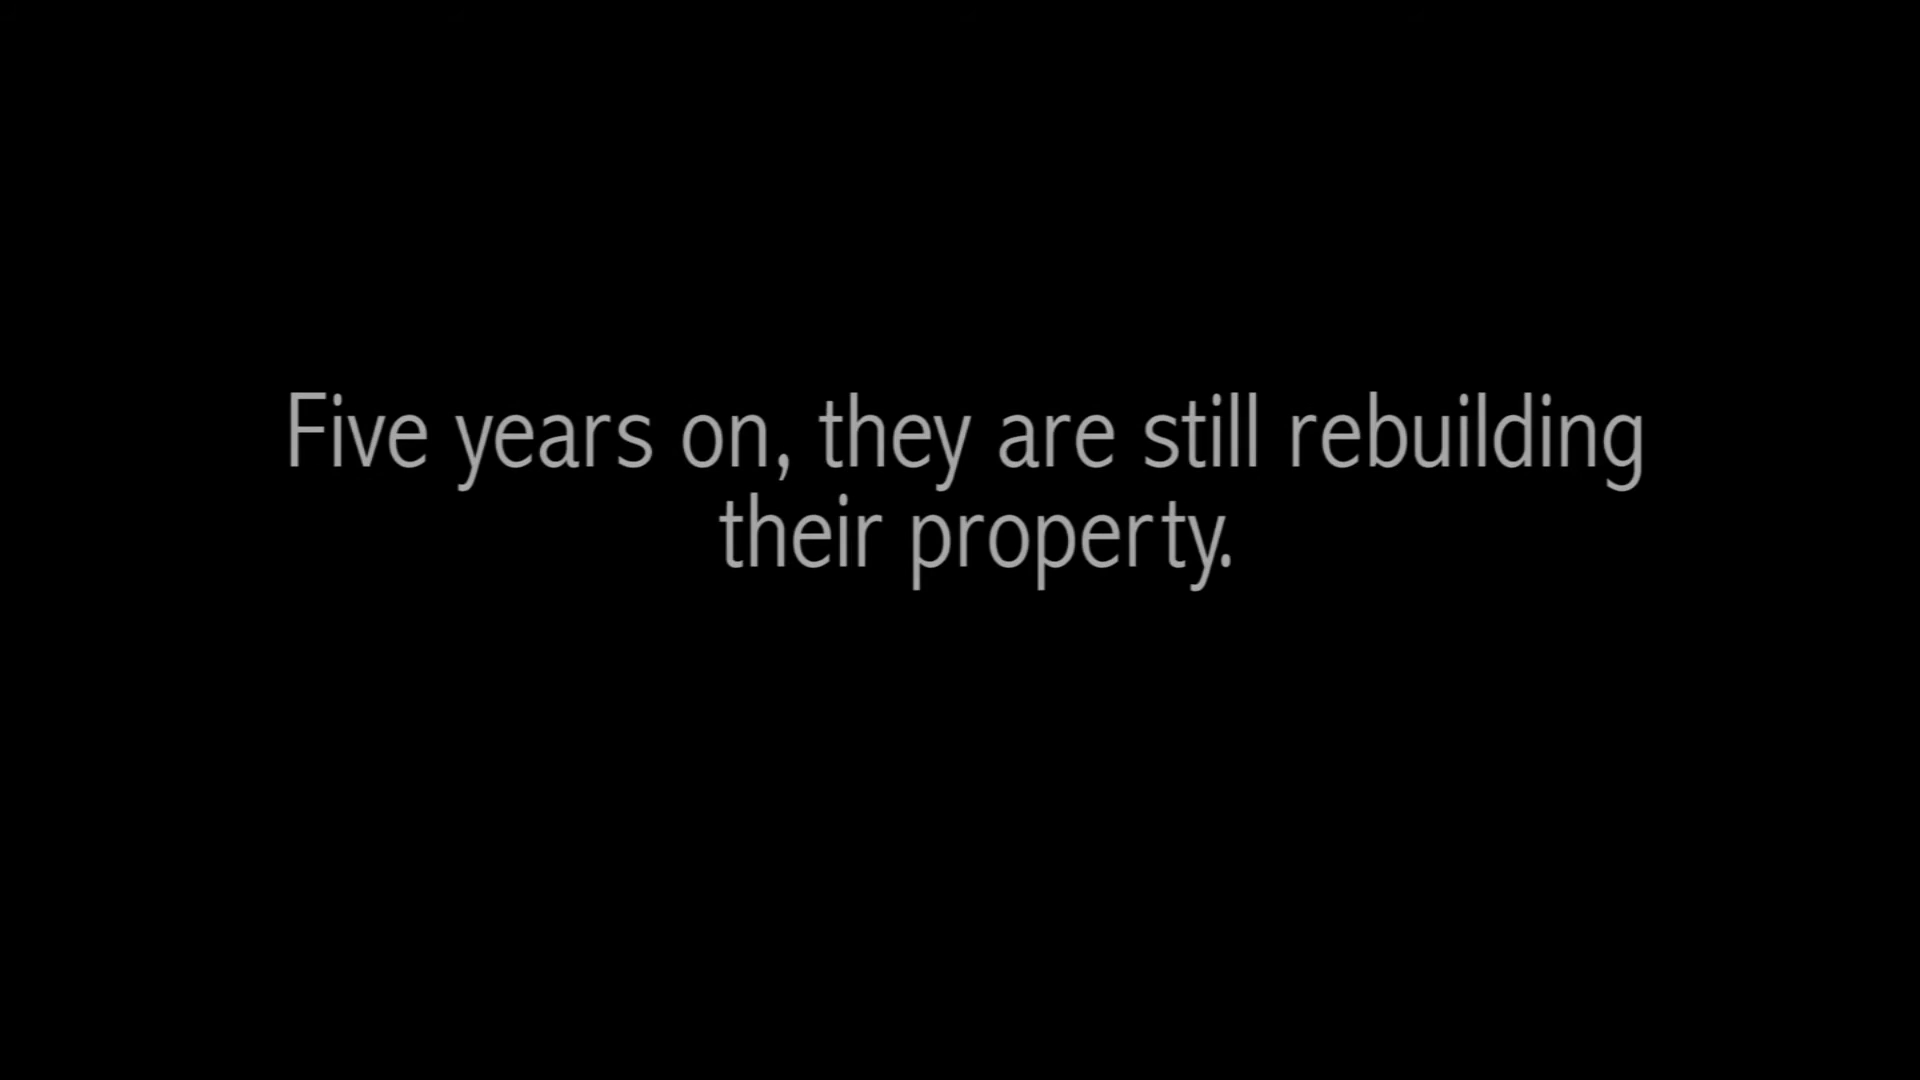 Five years on, they are still rebuilding
their property.